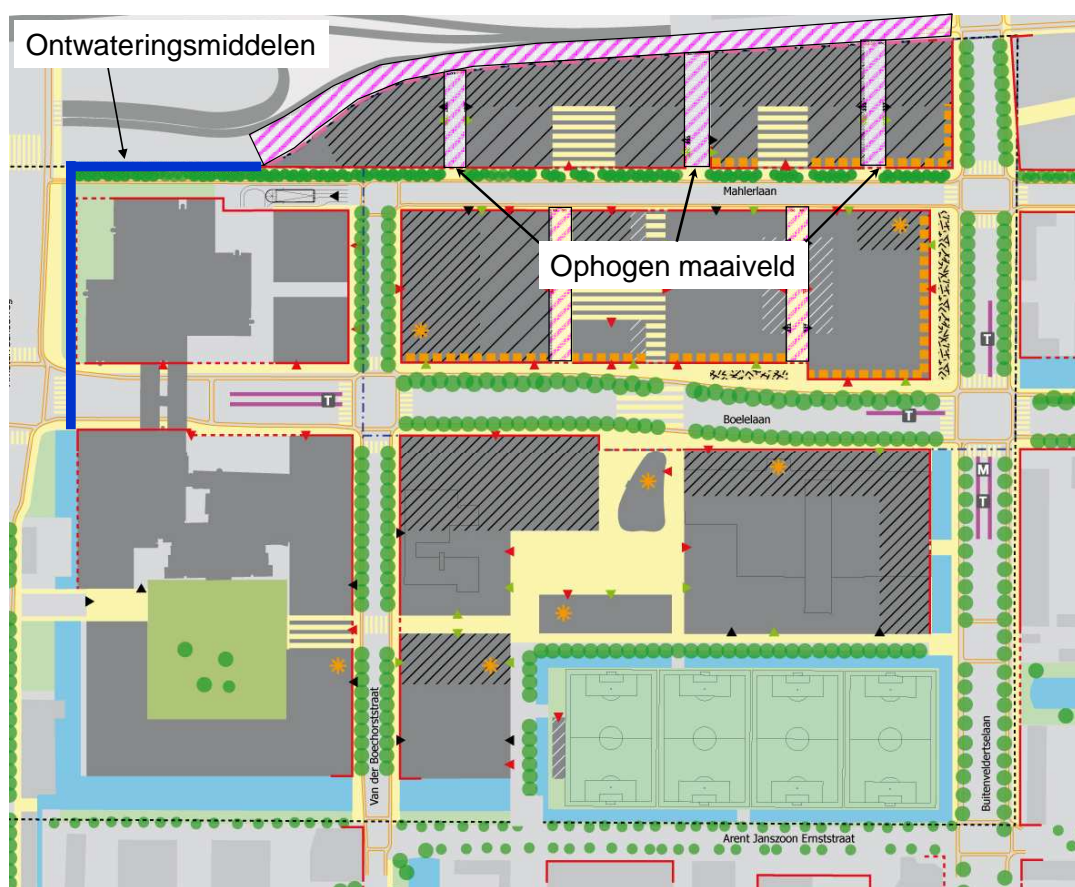 Ontwateringsmiddelen
Mahlerlaan
Ophogen maaiveld
T
T
Boelelaan
T
M
T
Van der Boechorststraat
Buitenveldertselaan
Arent Janszoon Ernststraat